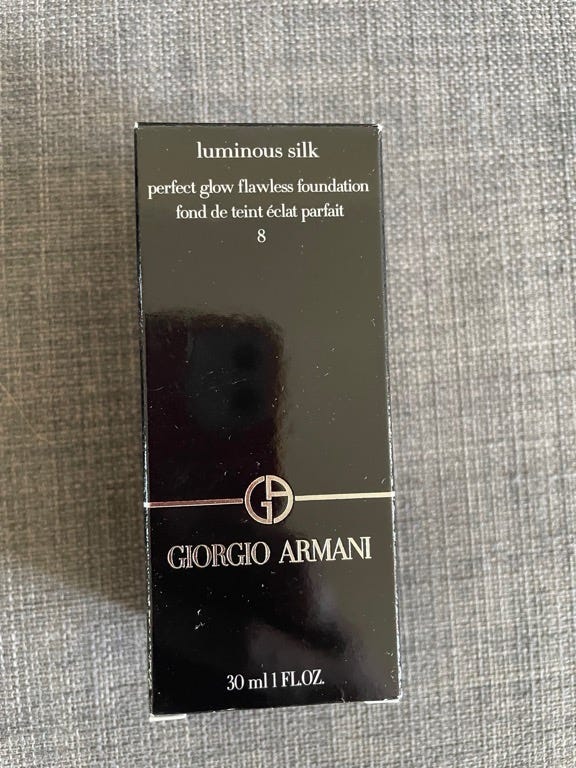 luminous silk
perfect glow flawless foundation
fond de teint éclat parfait
8
GIORGIO ARMANI
30 ml 1 FL.OZ.